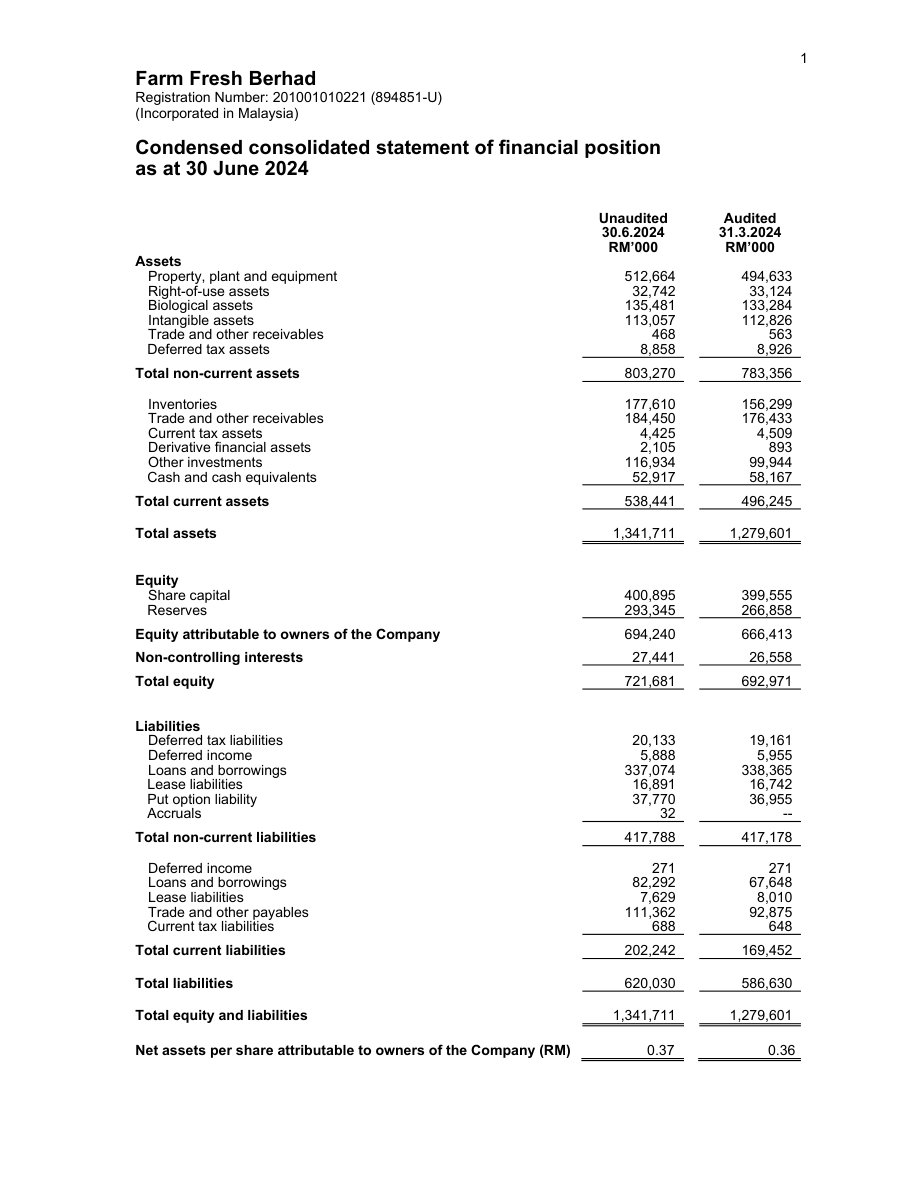 1
Farm Fresh Berhad
Registration Number: 201001010221 (894851-U)
(Incorporated in Malaysia)
Condensed consolidated statement of financial position
as at 30 June 2024
Unaudited Audited
30.6.2024 31.3.2024
RM’000 RM’000
Assets
Property, plant and equipment 512,664 494,633
Right-of-use assets 32,742 33,124
Biological assets 135,481 133,284
Intangible assets 113,057 112,826
Trade and other receivables 468 563
Deferred tax assets 8,858 8,926
Total non-current assets 803,270 783,356
Inventories 177,610 156,299
Trade and other receivables 184,450 176,433
Current tax assets 4,425 4,509
Derivative financial assets 2,105 893
Other investments 116,934 99,944
Cash and cash equivalents 52,917 58,167
Total current assets 538,441 496,245
Total assets 1,341,711 1,279,601
Equity
Share capital 400,895 399,555
Reserves 293,345 266,858
Equity attributable to owners of the Company 694,240 666,413
Non-controlling interests 27,441 26,558
Total equity 721,681 692,971
Liabilities
Deferred tax liabilities 20,133 19,161
Deferred income 5,888 5,955
Loans and borrowings 337,074 338,365
Lease liabilities 16,891 16,742
Put option liability 37,770 36,955
Accruals 32 --
Total non-current liabilities 417,788 417,178
Deferred income 271 271
Loans and borrowings 82,292 67,648
Lease liabilities 7,629 8,010
Trade and other payables 111,362 92,875
Current tax liabilities 688 648
Total current liabilities 202,242 169,452
Total liabilities 620,030 586,630
Total equity and liabilities 1,341,711 1,279,601
Net assets per share attributable to owners of the Company (RM) 0.37 0.36